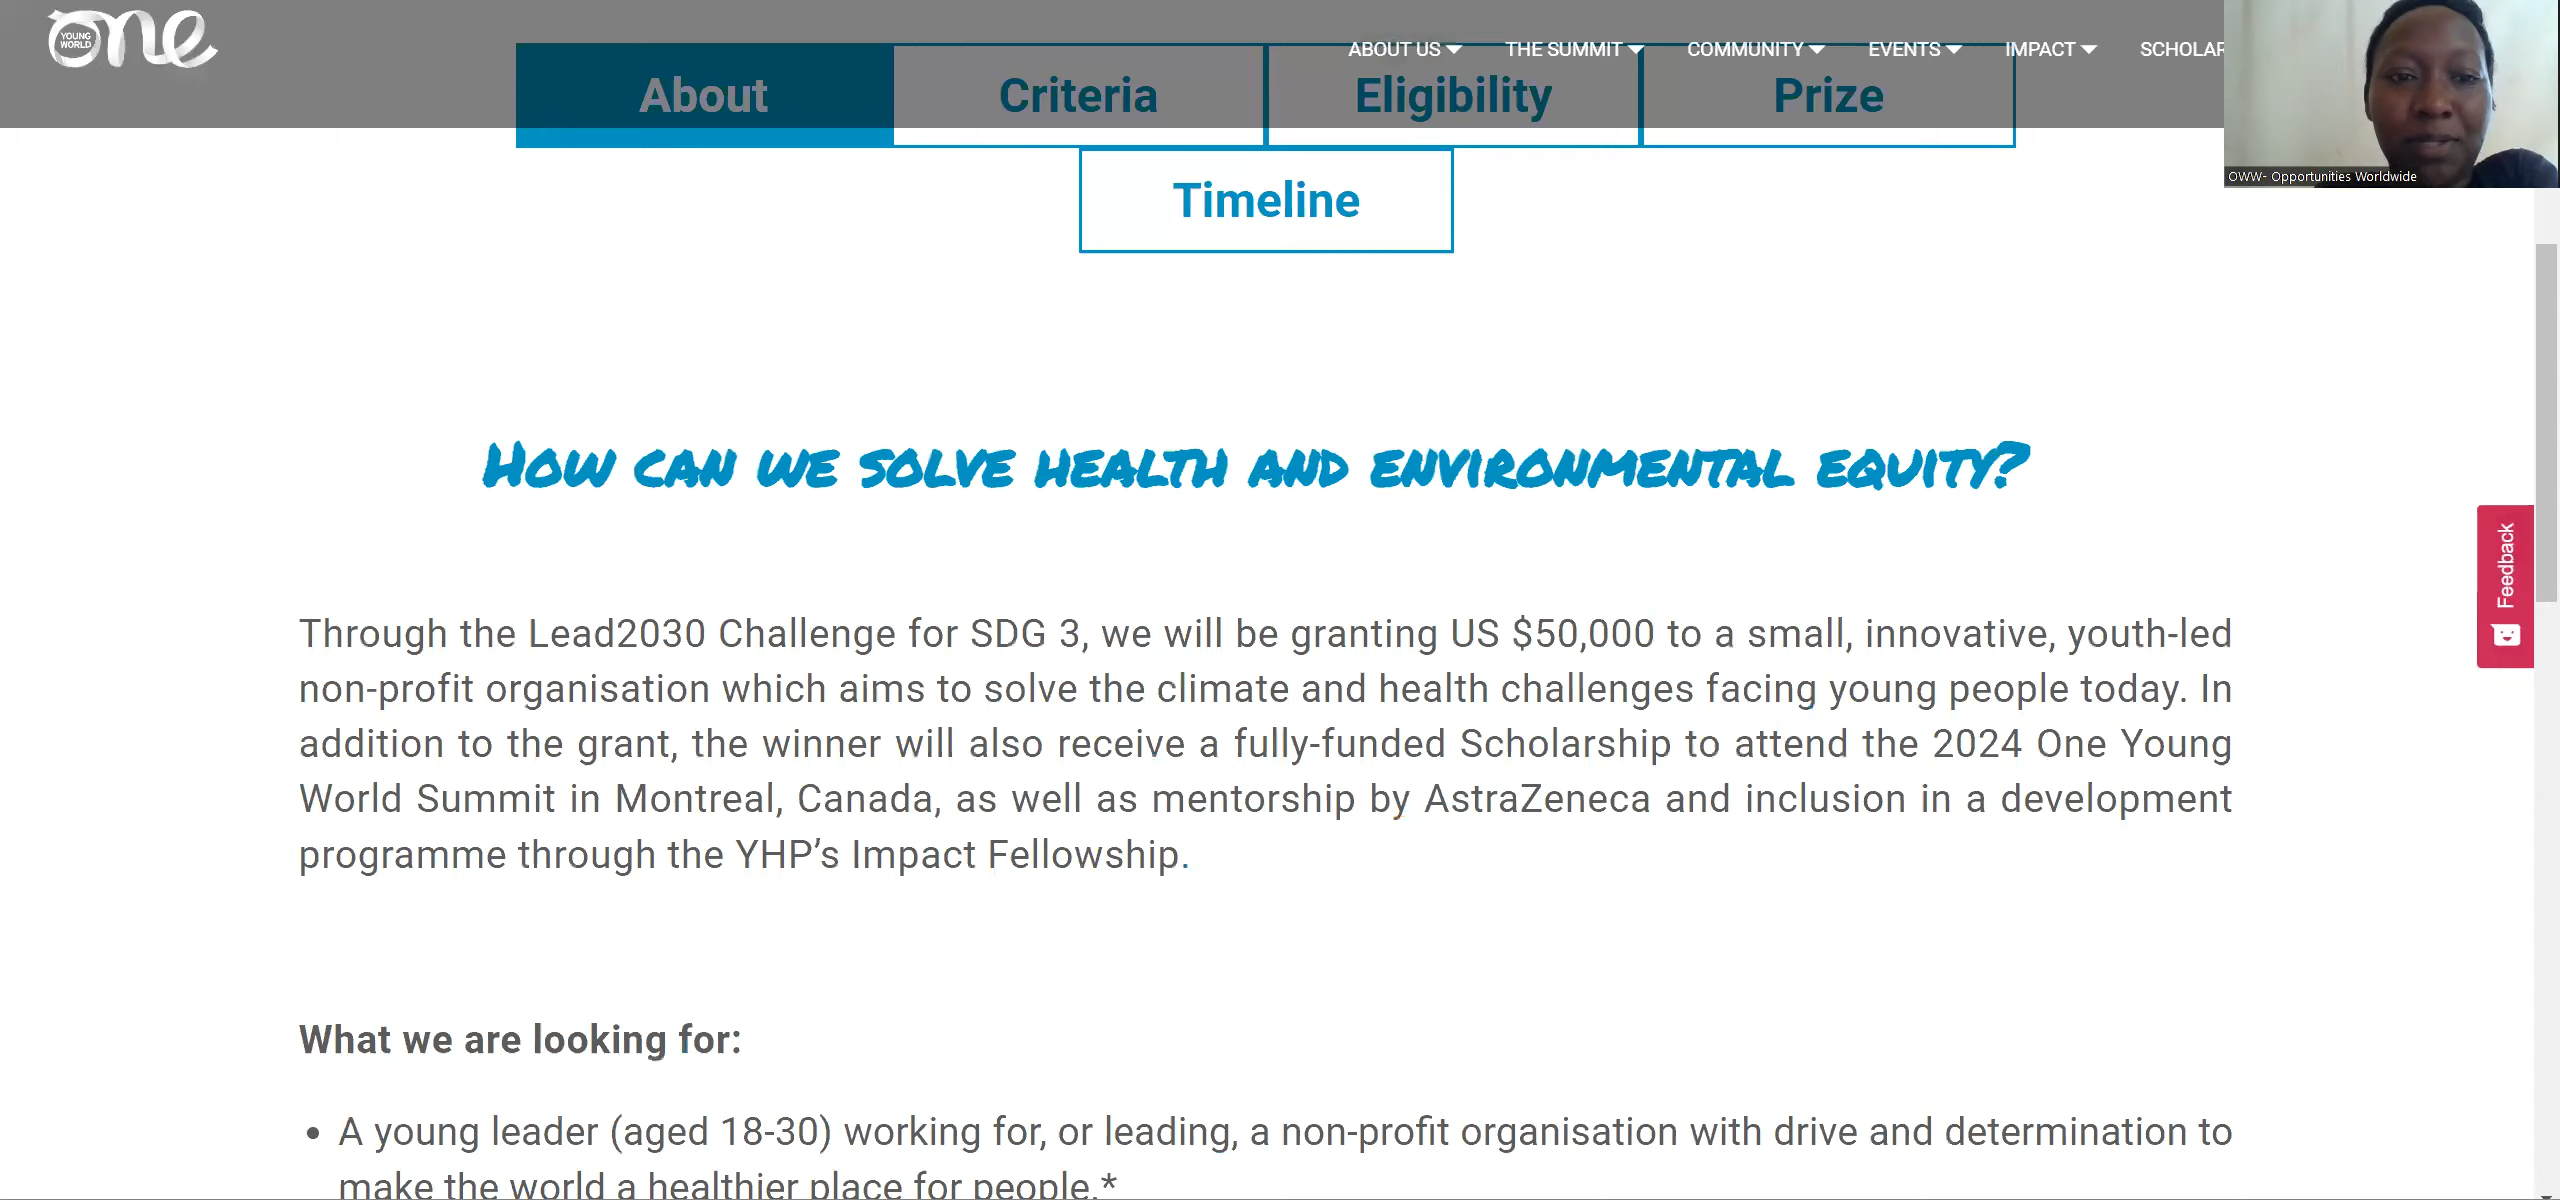 YOUNG
WORLD
one
ABOUT US
THE SUMMIT
COMMUNITY
EVENTS
IMPACT
SCHOLAR
About
Criteria
Eligibility
Prize
Timeline
OWW- Opportunities Worldwide
HOW CAN WE SOLVE HEALTH AND ENVIRONMENTAL EQUITY?
Feedback
Through the Lead2030 Challenge for SDG 3, we will be granting US $50,000 to a small, innovative, youth-led
non-profit organisation which aims to solve the climate and health challenges facing young people today. In
addition to the grant, the winner will also receive a fully-funded Scholarship to attend the 2024 One Young
World Summit in Montreal, Canada, as well as mentorship by AstraZeneca and inclusion in a development
programme through the YHP’s Impact Fellowship.
What we are looking for:
• A young leader (aged 18-30) working for, or leading, a non-profit organisation with drive and determination to
make the world a healthier place for people.*